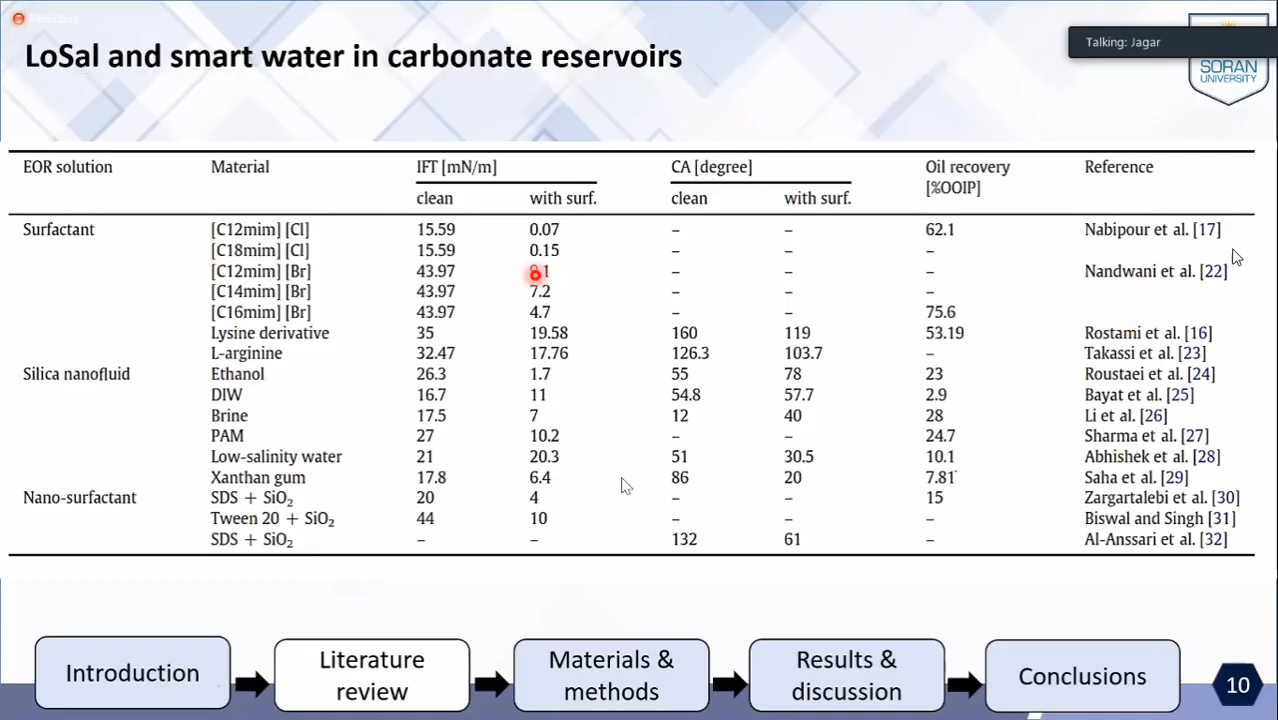 Recording
LoSal and smart water in carbonate reservoirs
Talking: Jagar
SORAN
UNIVERSITY
EOR solution Material IFT [mN/m] CA [degree] Oil recovery [%OOIP] Reference
clean with surf. clean with surf.
Surfactant [C12mim] [Cl] 15.59 0.07 – – 62.1 Nabipour et al. [17]
[C18mim] [Cl] 15.59 0.15 – – –
[C12mim] [Br] 43.97 – – – Nandwani et al. [22]
[C14mim] [Br] 43.97 7.2 – – –
[C16mim] [Br] 43.97 4.7 – – 75.6
Lysine derivative 35 19.58 160 119 53.19 Rostami et al. [16]
L-arginine 32.47 17.76 126.3 103.7 – Takassi et al. [23]
Silica nanofluid Ethanol 26.3 1.7 55 78 23 Roustaei et al. [24]
DIW 16.7 11 54.8 57.7 2.9 Bayat et al. [25]
Brine 17.5 7 12 40 28 Li et al. [26]
PAM 27 10.2 – – 24.7 Sharma et al. [27]
Low-salinity water 21 20.3 51 30.5 10.1 Abhishek et al. [28]
Xanthan gum 17.8 6.4 86 20 7.81 Saha et al. [29]
Nano-surfactant SDS + SiO₂ 20 4 – – 15 Zargartalebi et al. [30]
Tween 20 + SiO₂ 44 10 – – – Biswal and Singh [31]
SDS + SiO₂ – – 132 61 – Al-Anssari et al. [32]
Introduction
Literature
review
Materials &
methods
Results &
discussion
Conclusions
10